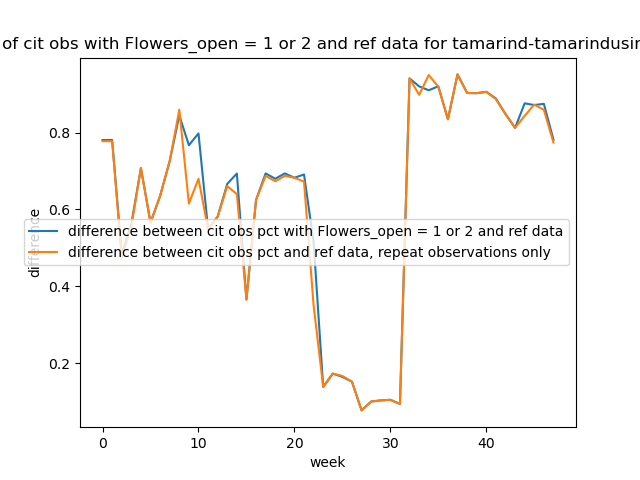 of cit obs with Flowers_open = 1 or 2 and ref data for tamarind-tamarindusin
difference
0.8
0.6
0.4
0.2
difference between cit obs pct with Flowers_open = 1 or 2 and ref data
difference between cit obs pct and ref data, repeat observations only
0 10 20 30 40
week